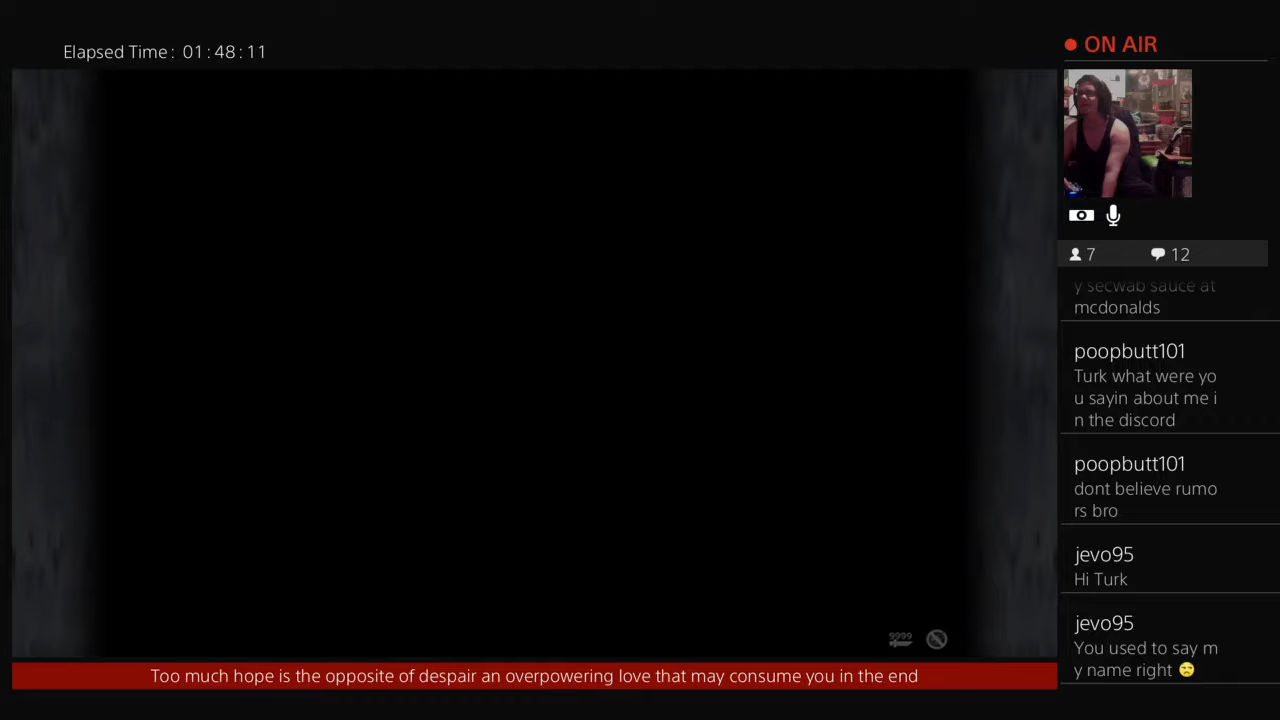 Elapsed Time: 01:48:11
ON AIR
7
12
y secwab sauce at
mcdonalds
poopbutt101
Turk what were yo
u sayin about me i
n the discord
poopbutt101
dont believe rumo
rs bro
jevo95
Hi Turk
jevo95
You used to say m
y name right 😒
9999
Too much hope is the opposite of despair an overpowering love that may consume you in the end